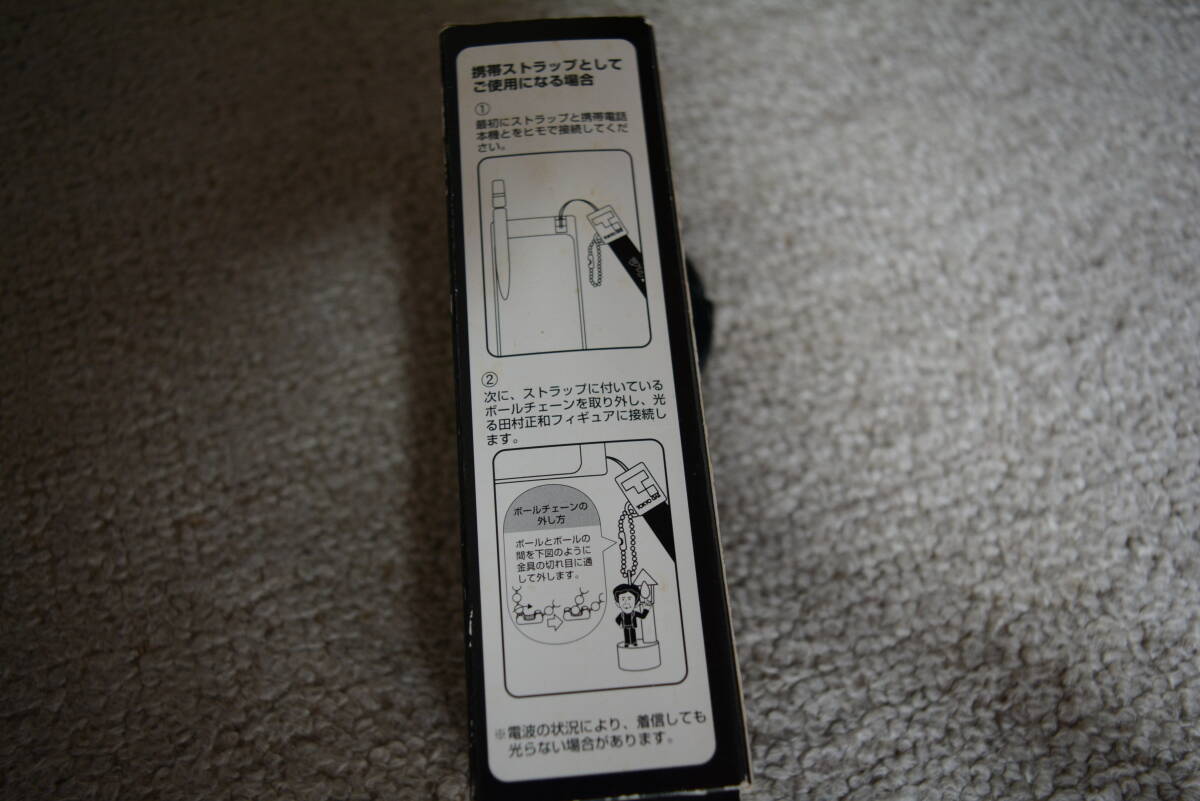 携帯ストラップとして
ご使用になる場合
①
最初にストラップと携帯電話
本機とをヒモで接続してくだ
さい。
②
次に、ストラップに付いている
ボールチェーンを取り外し、光
る田村正和フィギュアに接続し
ます。
ボールチェーンの
外し方
ボールとボールの
間を下図のように
金具の切れ目に通
して外します。
※電波の状況により、着信しても
光らない場合があります。